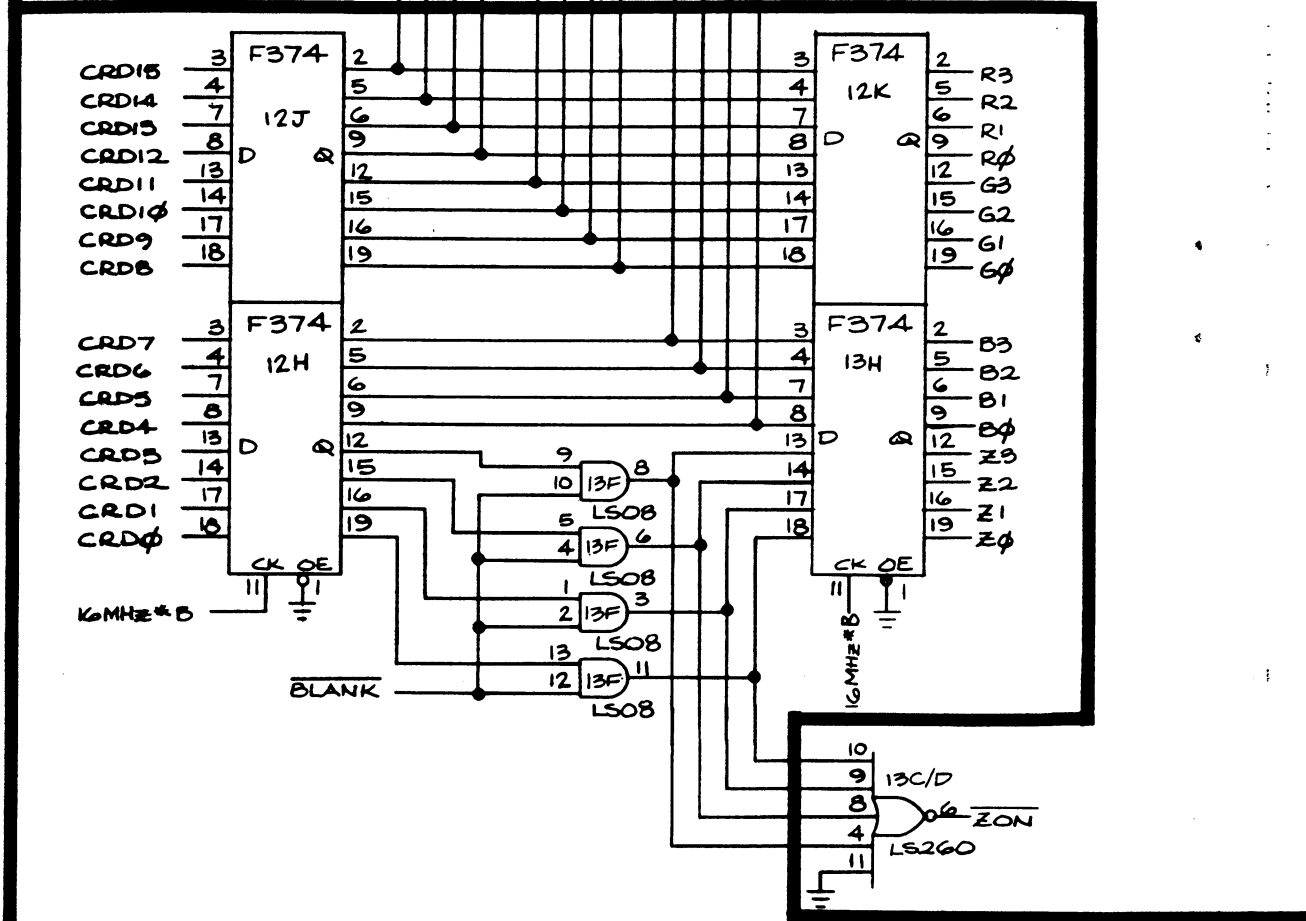 F374
12J
CRD15 3 2
CRD14 4 5
CRD13 7 6
CRD12 8 D Q 9
CRD11 13 12
CRD1Ø 14 15
CRD9 17 16
CRD8 18 19
F374
12K
3 2 R3
4 5 R2
7 6 R1
8 D Q 9 RØ
13 12 G3
14 15 G2
17 16 G1
18 19 GØ
F374
12H
CRD7 3 2
CRD6 4 5
CRD5 7 6
CRD4 8 9
CRD3 13 D Q 12
CRD2 14 15
CRD1 17 16
CRDØ 18 19
CK OE
11 1
16MHz*B
F374
13H
3 2 B3
4 5 B2
7 6 B1
8 9 BØ
13 D Q 12 Z3
14 15 Z2
17 16 Z1
18 19 ZØ
CK OE
11 1
16MHz*B
9
10 13F 8
LS08
5
4 13F 6
LS08
1
2 13F 3
LS08
13
12 13F 11
LS08
BLANK
10
9 13C/D
8 6 ZON
4 LS260
11